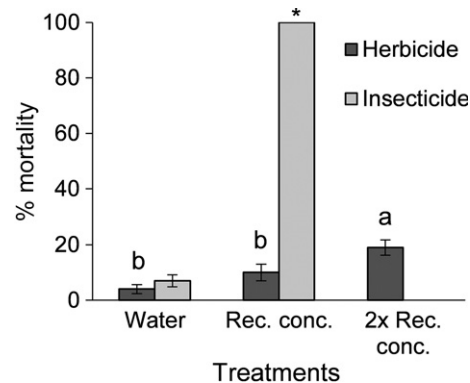 100
80
60
40
20
0
% mortality
*
Herbicide
Insecticide
b
b
a
Water
Rec. conc.
2x Rec.
conc.
Treatments